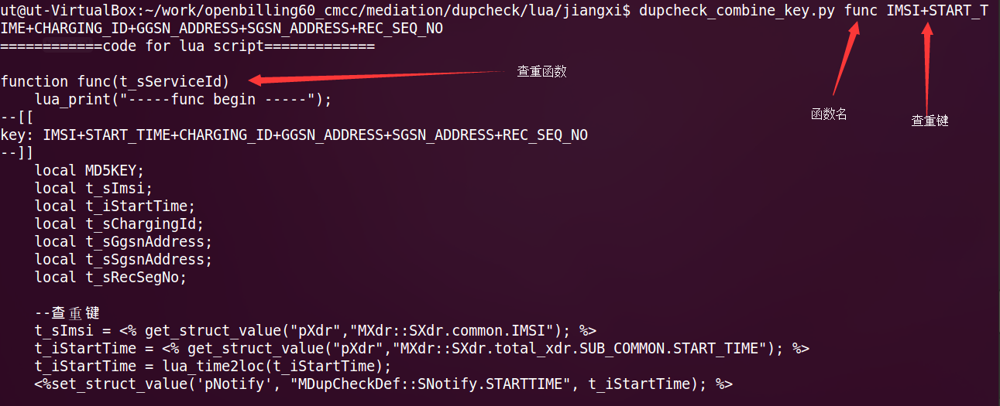 ut@ut-VirtualBox:~/work/openbilling60_cmcc/mediation/dupcheck/lua/jiangxi$ dupcheck_combine_key.py func IMSI+START_T
IME+CHARGING_ID+GGSN_ADDRESS+SGSN_ADDRESS+REC_SEQ_NO
============code for lua script=============
查重函数
function func(t_sServiceId)
    lua_print("-----func begin -----");
函数名
查重键
--[[
key: IMSI+START_TIME+CHARGING_ID+GGSN_ADDRESS+SGSN_ADDRESS+REC_SEQ_NO
--]]
    local MD5KEY;
    local t_sImsi;
    local t_iStartTime;
    local t_sChargingId;
    local t_sGgsnAddress;
    local t_sSgsnAddress;
    local t_sRecSegNo;
    --查重键
    t_sImsi = <% get_struct_value("pXdr","MXdr::SXdr.common.IMSI"); %>
    t_iStartTime = <% get_struct_value("pXdr","MXdr::SXdr.total_xdr.SUB_COMMON.START_TIME"); %>
    t_iStartTime = lua_time2loc(t_iStartTime);
    <%set_struct_value('pNotify', "MDupCheckDef::SNotify.STARTTIME", t_iStartTime); %>